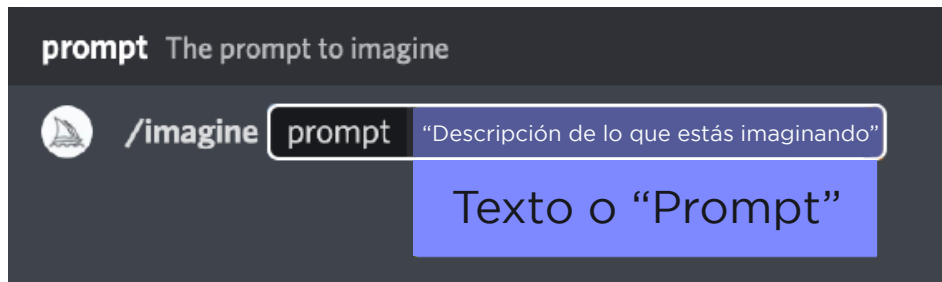 prompt The prompt to imagine
/imagine prompt “Descripción de lo que estás imaginando”
Texto o “Prompt”